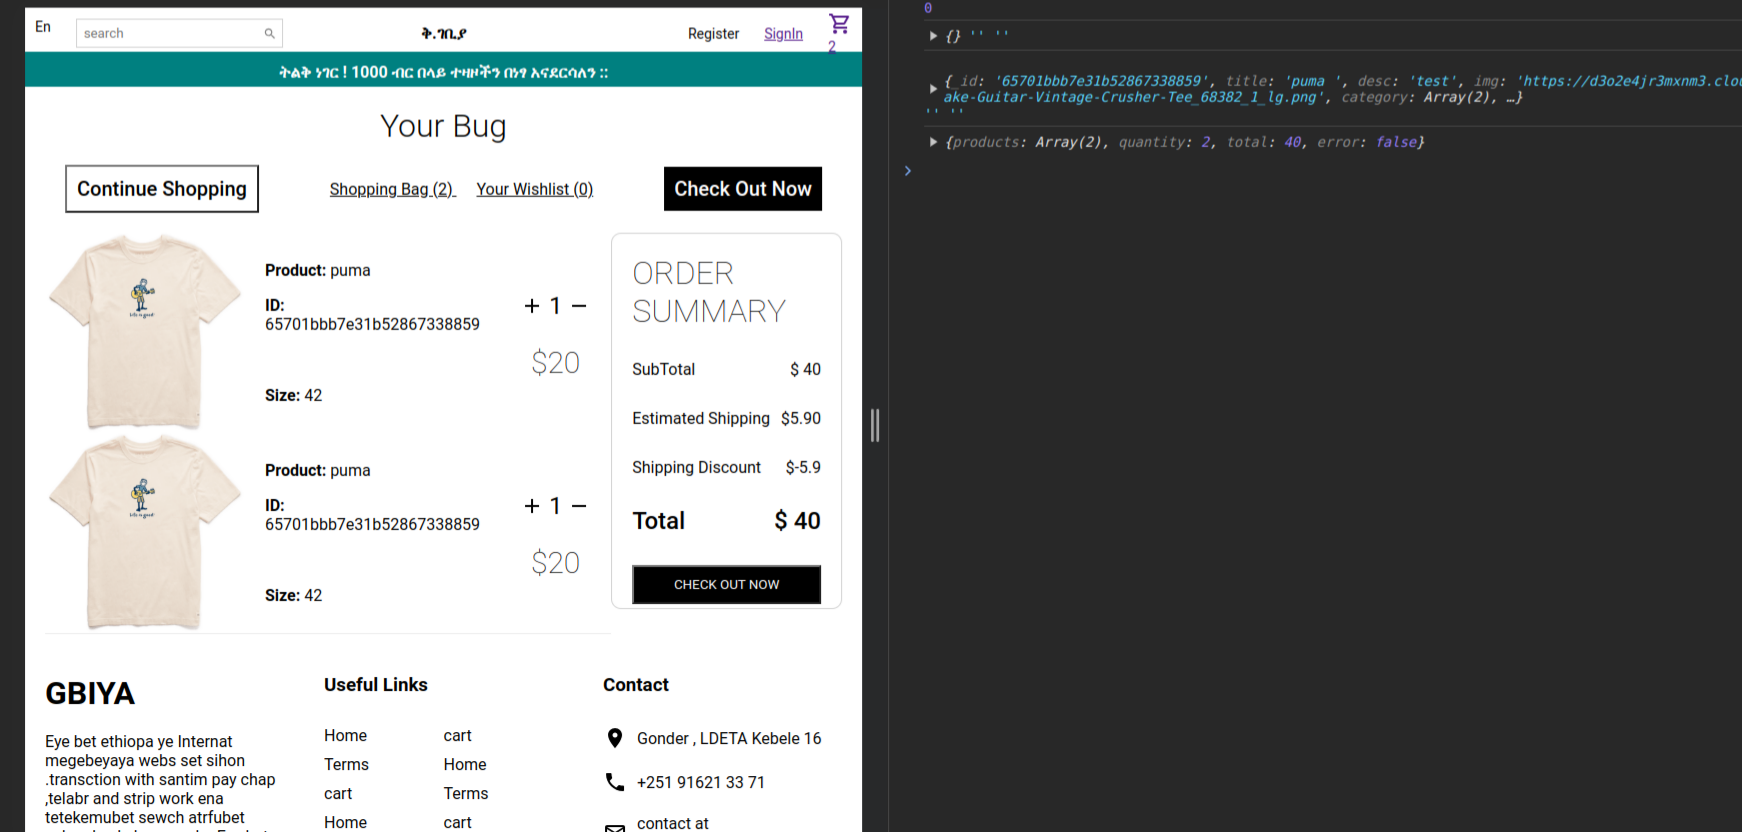 En
search
ት.ገቢያ
Register
SignIn
2
ትልቅ ነገር ! 1000 ብር በላይ ተዛዞችን በነፃ እናደርሳለን ::
Your Bug
Continue Shopping
Shopping Bag (2)
Your Wishlist (0)
Check Out Now
Product: puma
ID:
65701bbb7e31b52867338859
+ 1 −
$20
Size: 42
Product: puma
ID:
65701bbb7e31b52867338859
+ 1 −
$20
Size: 42
ORDER
SUMMARY
SubTotal $ 40
Estimated Shipping $5.90
Shipping Discount $-5.9
Total $ 40
CHECK OUT NOW
GBIYA
Eye bet ethiopa ye Internat
megebeyaya webs set sihon
.transction with santim pay chap
,telabr and strip work ena
tetekemubet sewch atrfubet
Useful Links
Home cart
Terms Home
cart Terms
Home cart
Contact
Gonder , LDETA Kebele 16
+251 91621 33 71
contact at
0
{} '' ''
{_id: '65701bbb7e31b52867338859', title: 'puma ', desc: 'test', img: 'https://d3o2e4jr3mxnm3.clou
ake-Guitar-Vintage-Crusher-Tee_68382_1_lg.png', category: Array(2), …}
'' ''
{products: Array(2), quantity: 2, total: 40, error: false}